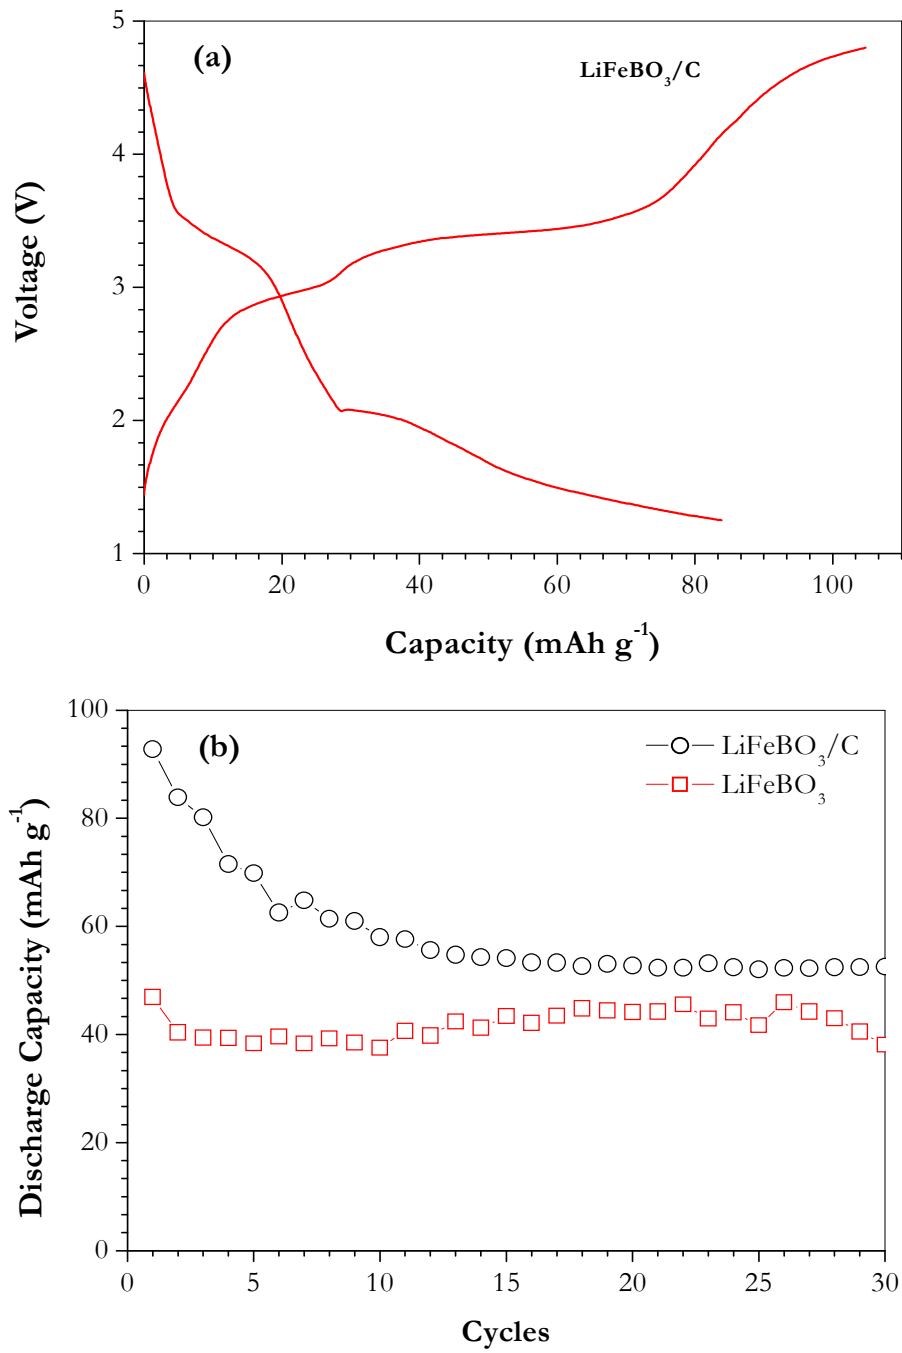 (a)
LiFeBO₃/C
5
4
3
2
1
Voltage (V)
0 20 40 60 80 100
Capacity (mAh g⁻¹)
(b)
LiFeBO₃/C
LiFeBO₃
100
80
60
40
20
0
Discharge Capacity (mAh g⁻¹)
0 5 10 15 20 25 30
Cycles